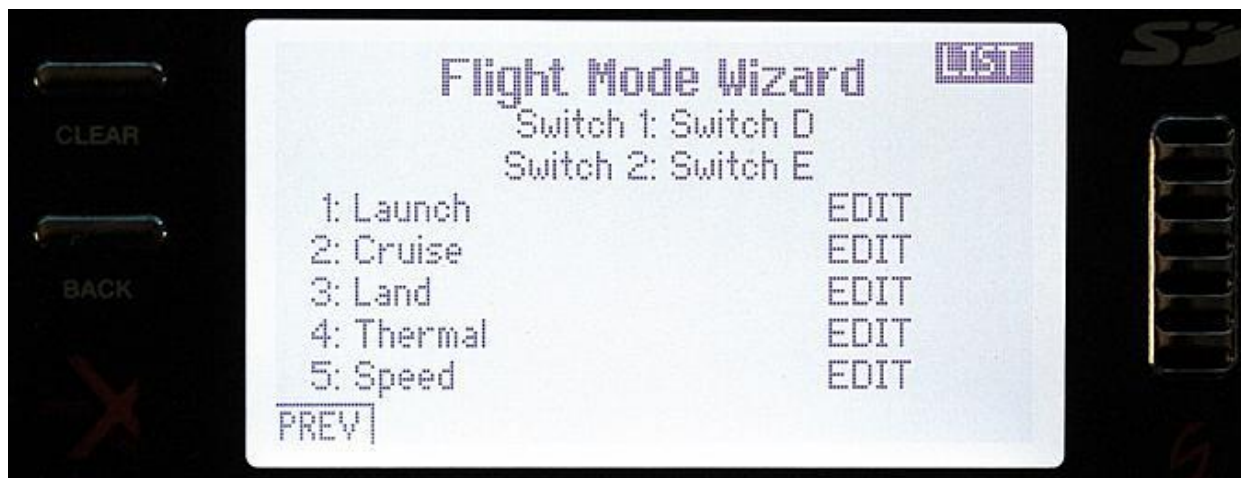 Flight Mode Wizard
LIST
Switch 1: Switch D
Switch 2: Switch E
1: Launch EDIT
2: Cruise EDIT
3: Land EDIT
4: Thermal EDIT
5: Speed EDIT
PREV
CLEAR
BACK
SD